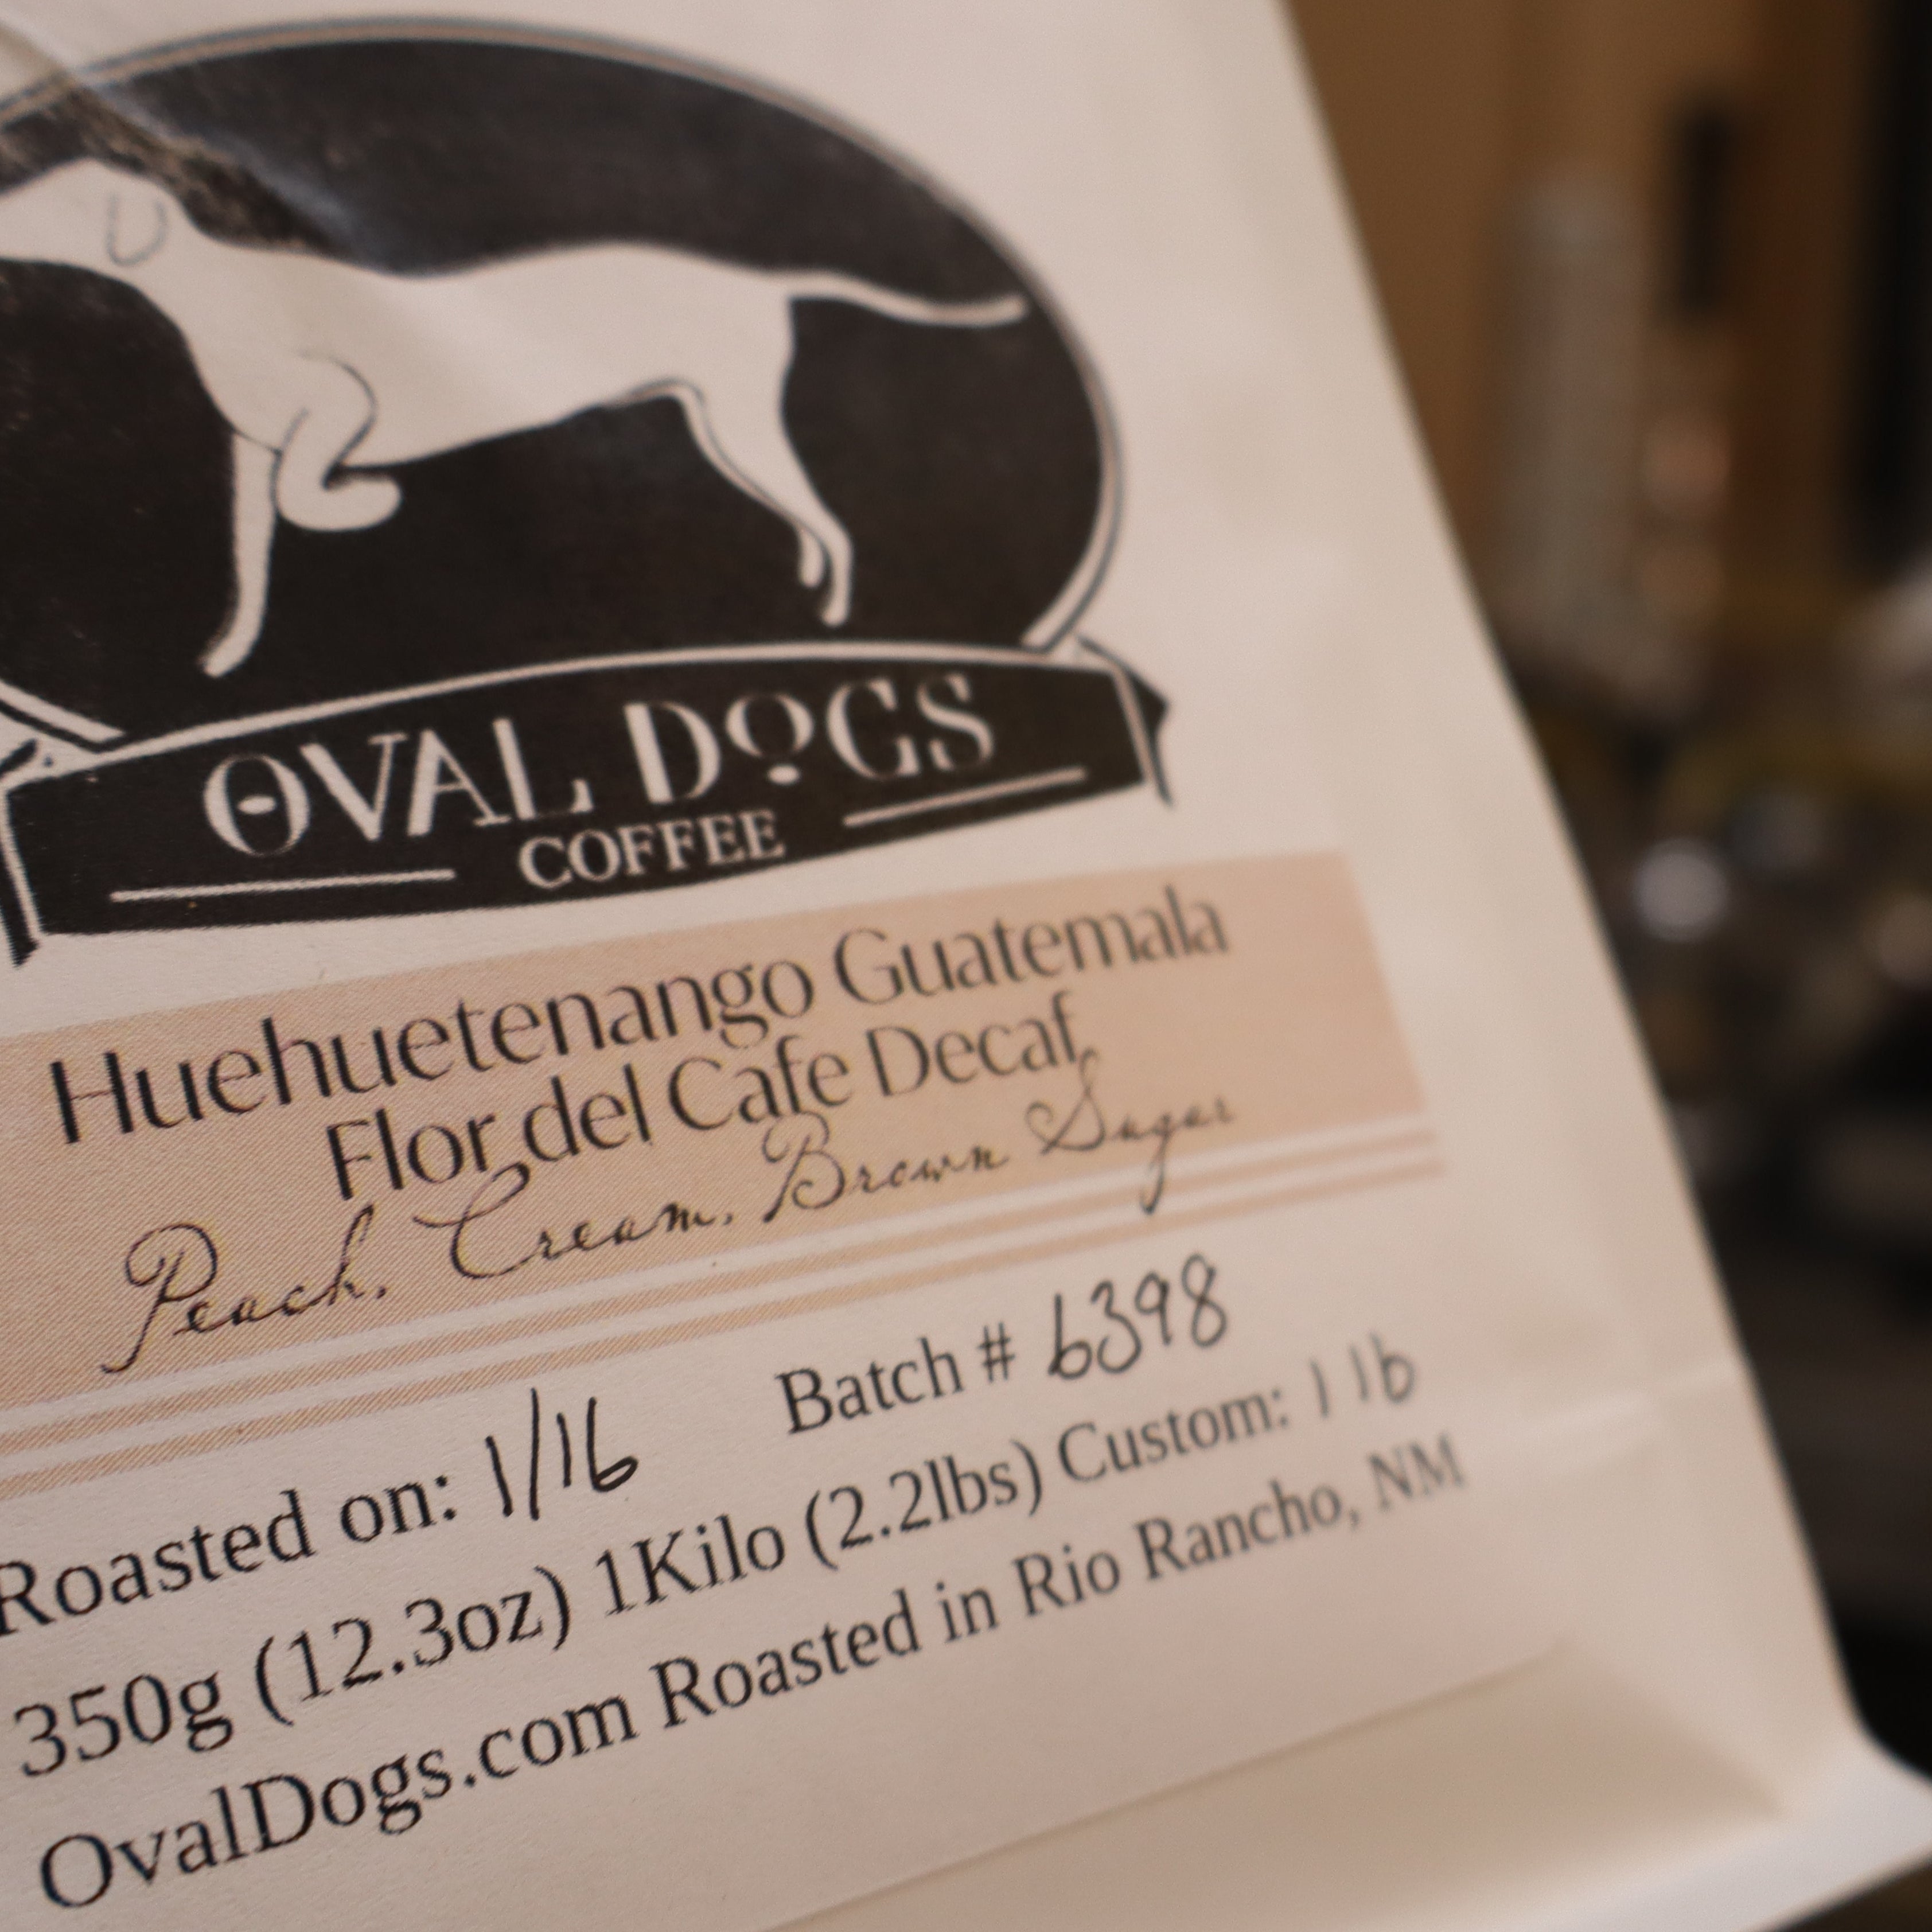 OVAL DOGS
COFFEE
Huehuetenango Guatemala
Flor del Cafe Decaf
Peach, Cream, Brown Sugar
Roasted on: 1/16 Batch # 6398
350g (12.3oz) 1Kilo (2.2lbs) Custom: 1 lb
OvalDogs.com Roasted in Rio Rancho, NM